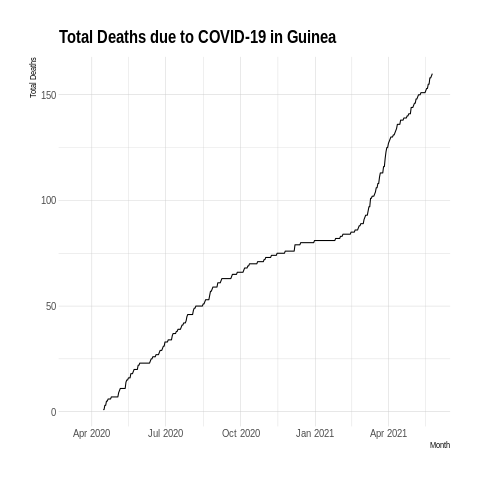 Total Deaths due to COVID-19 in Guinea
Total Deaths
150
100
50
0
Apr 2020
Jul 2020
Oct 2020
Jan 2021
Apr 2021
Month